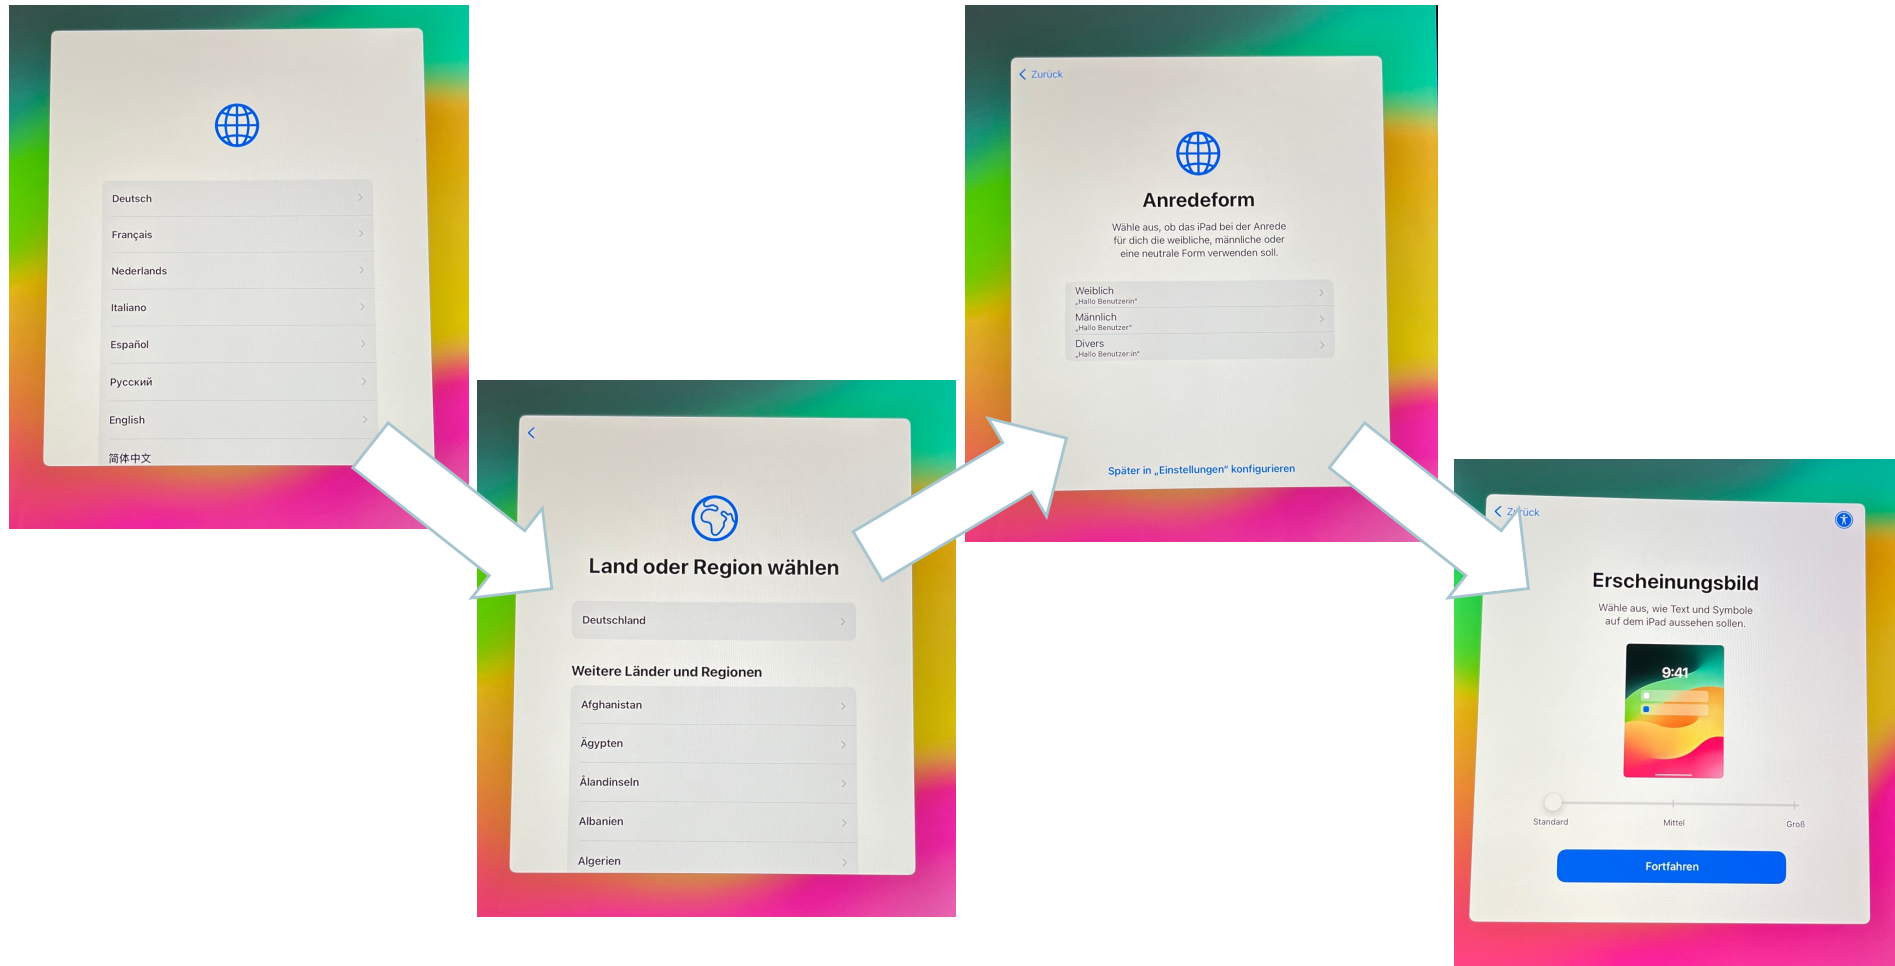 Deutsch
Français
Nederlands
Italiano
Español
Русский
English
简体中文
Land oder Region wählen
Deutschland
Weitere Länder und Regionen
Afghanistan
Ägypten
Ålandinseln
Albanien
Algerien
Zurück
Anredeform
Wähle aus, ob das iPad bei der Anrede
für dich die weibliche, männliche oder
eine neutrale Form verwenden soll.
Weiblich
„Hallo Benutzerin“
Männlich
„Hallo Benutzer“
Divers
„Hallo Benutzer:in“
Später in „Einstellungen“ konfigurieren
Zurück
Erscheinungsbild
Wähle aus, wie Text und Symbole
auf dem iPad aussehen sollen.
9:41
Standard
Mittel
Groß
Fortfahren